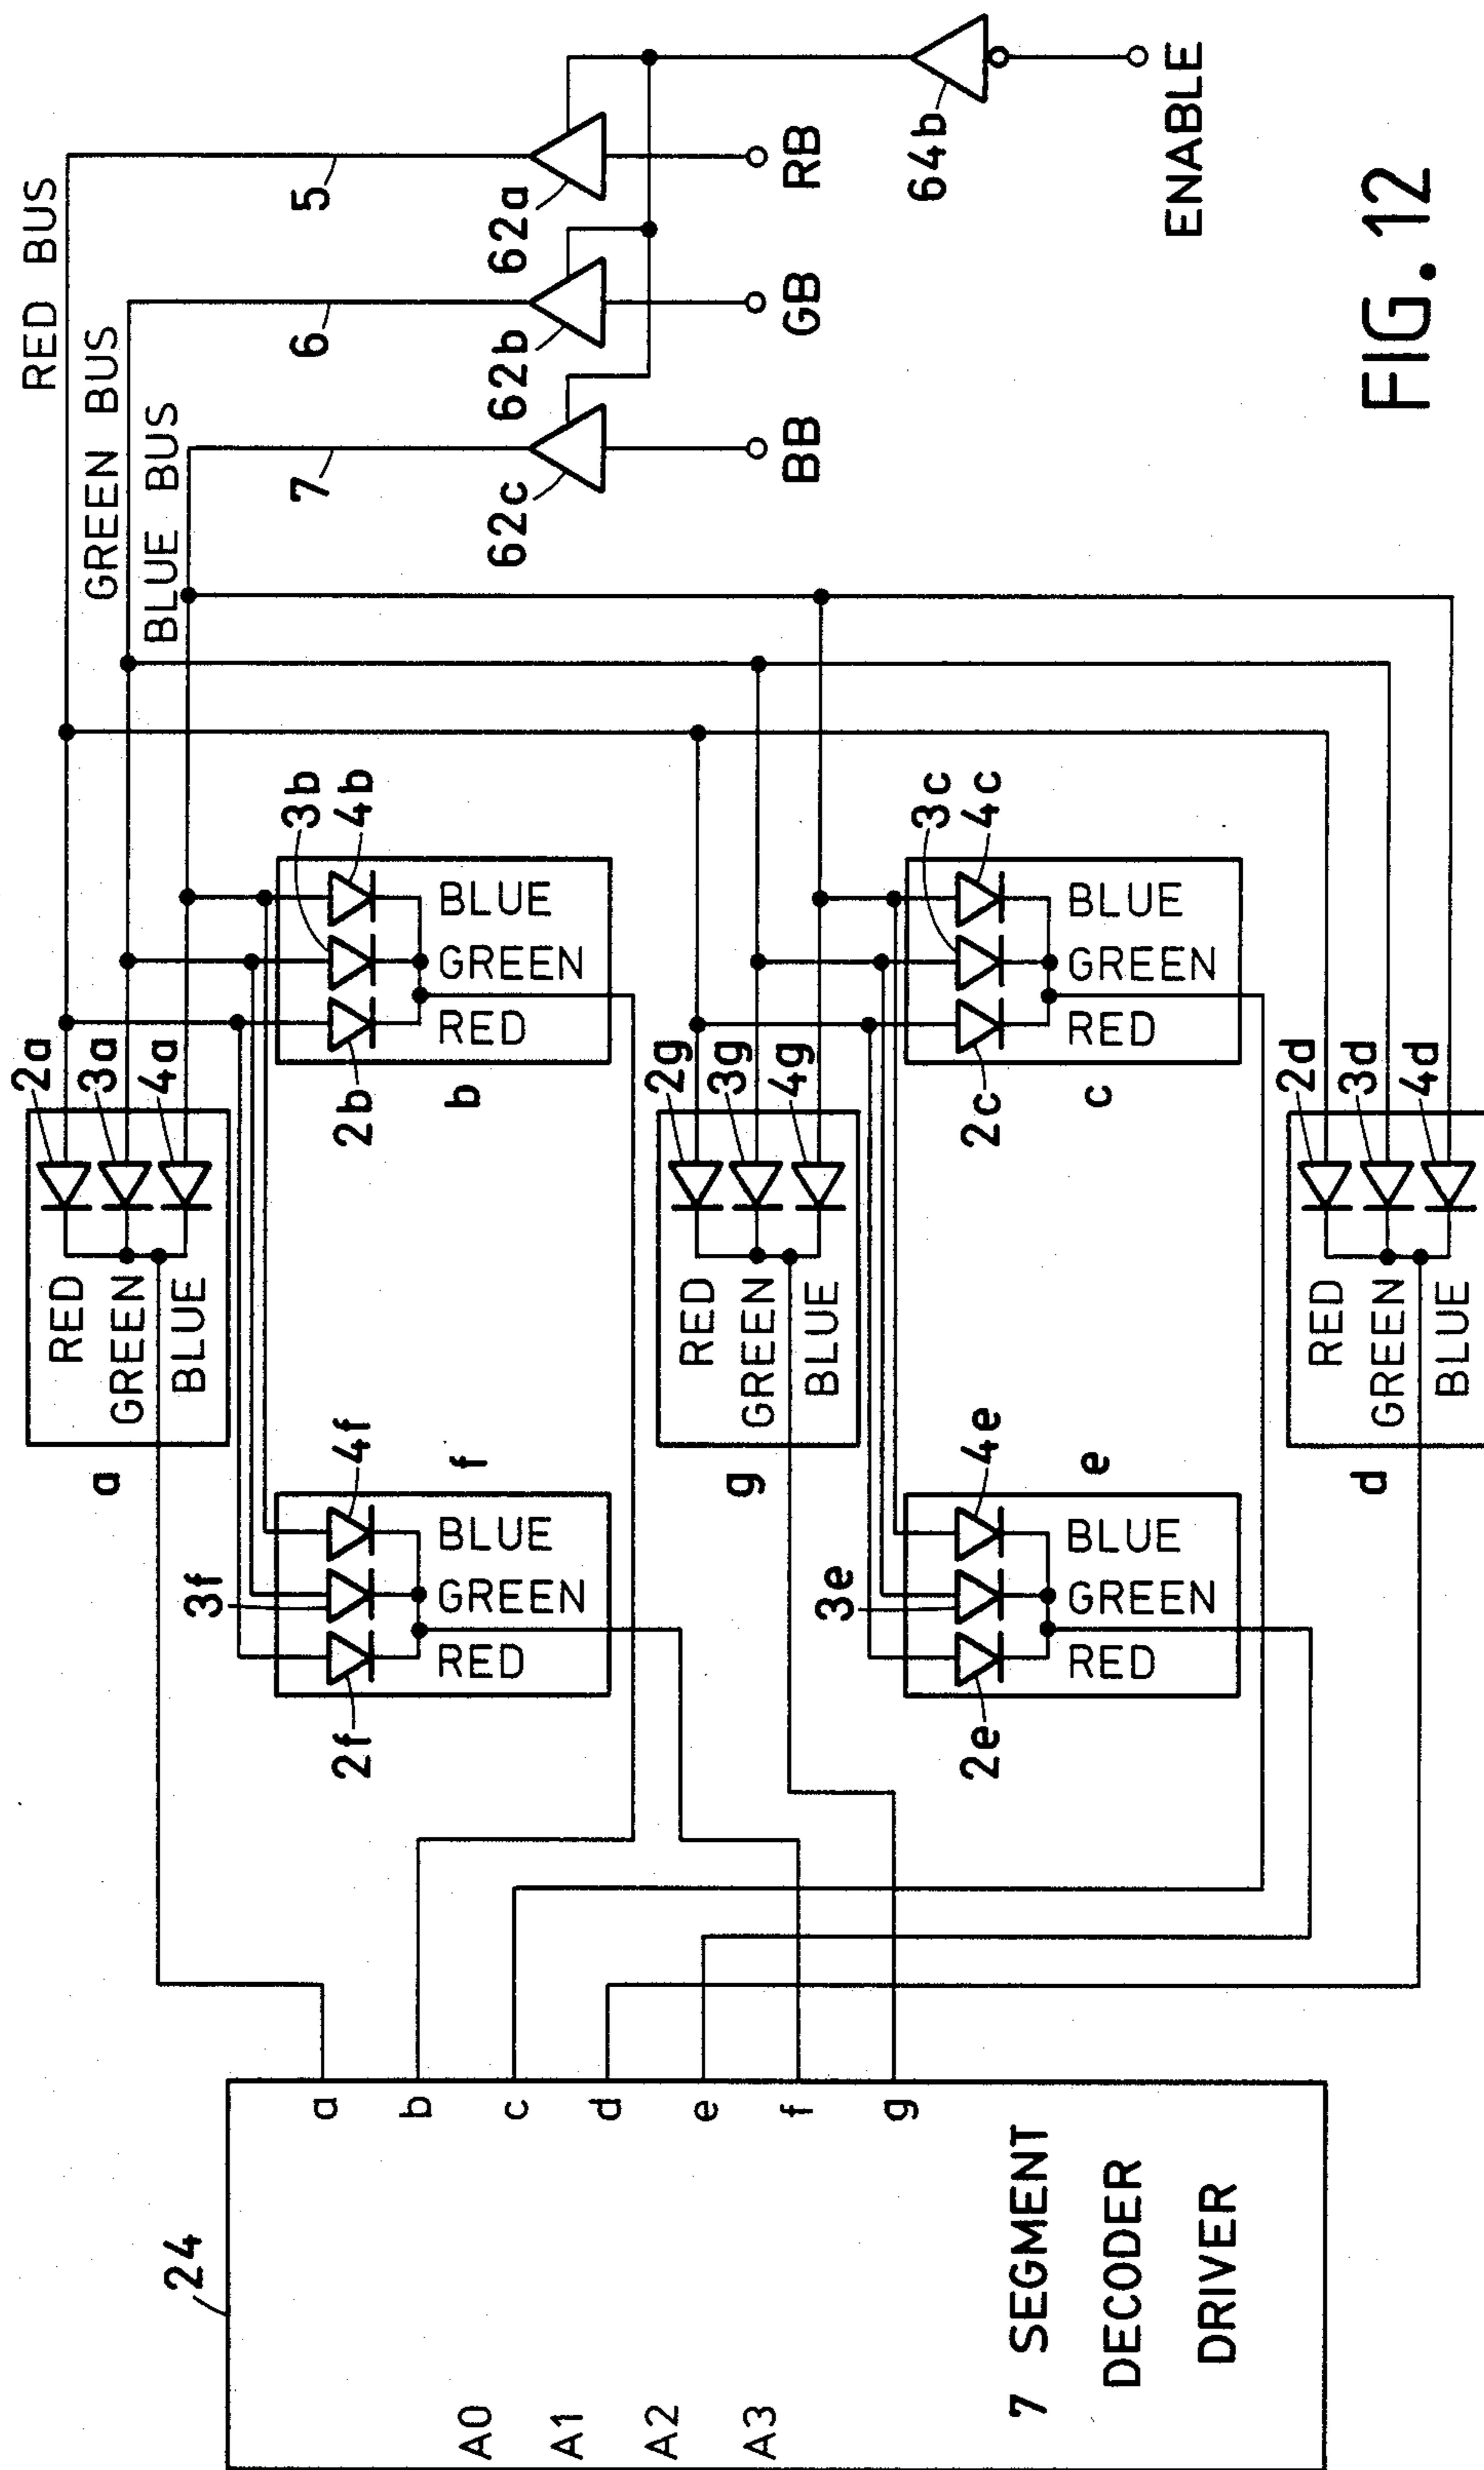 24
A0
A1
A2
A3
7 SEGMENT
DECODER
DRIVER
a
b
c
d
e
f
g
a
RED
GREEN
BLUE
2a
3a
4a
f
2f
3f
4f
RED
GREEN
BLUE
b
2b
3b
4b
RED
GREEN
BLUE
g
RED
GREEN
BLUE
2g
3g
4g
e
2e
3e
4e
RED
GREEN
BLUE
c
2c
3c
4c
RED
GREEN
BLUE
d
RED
GREEN
BLUE
2d
3d
4d
RED BUS
GREEN BUS
BLUE BUS
5
6
7
62a
62b
62c
RB
GB
BB
64b
ENABLE
FIG. 12